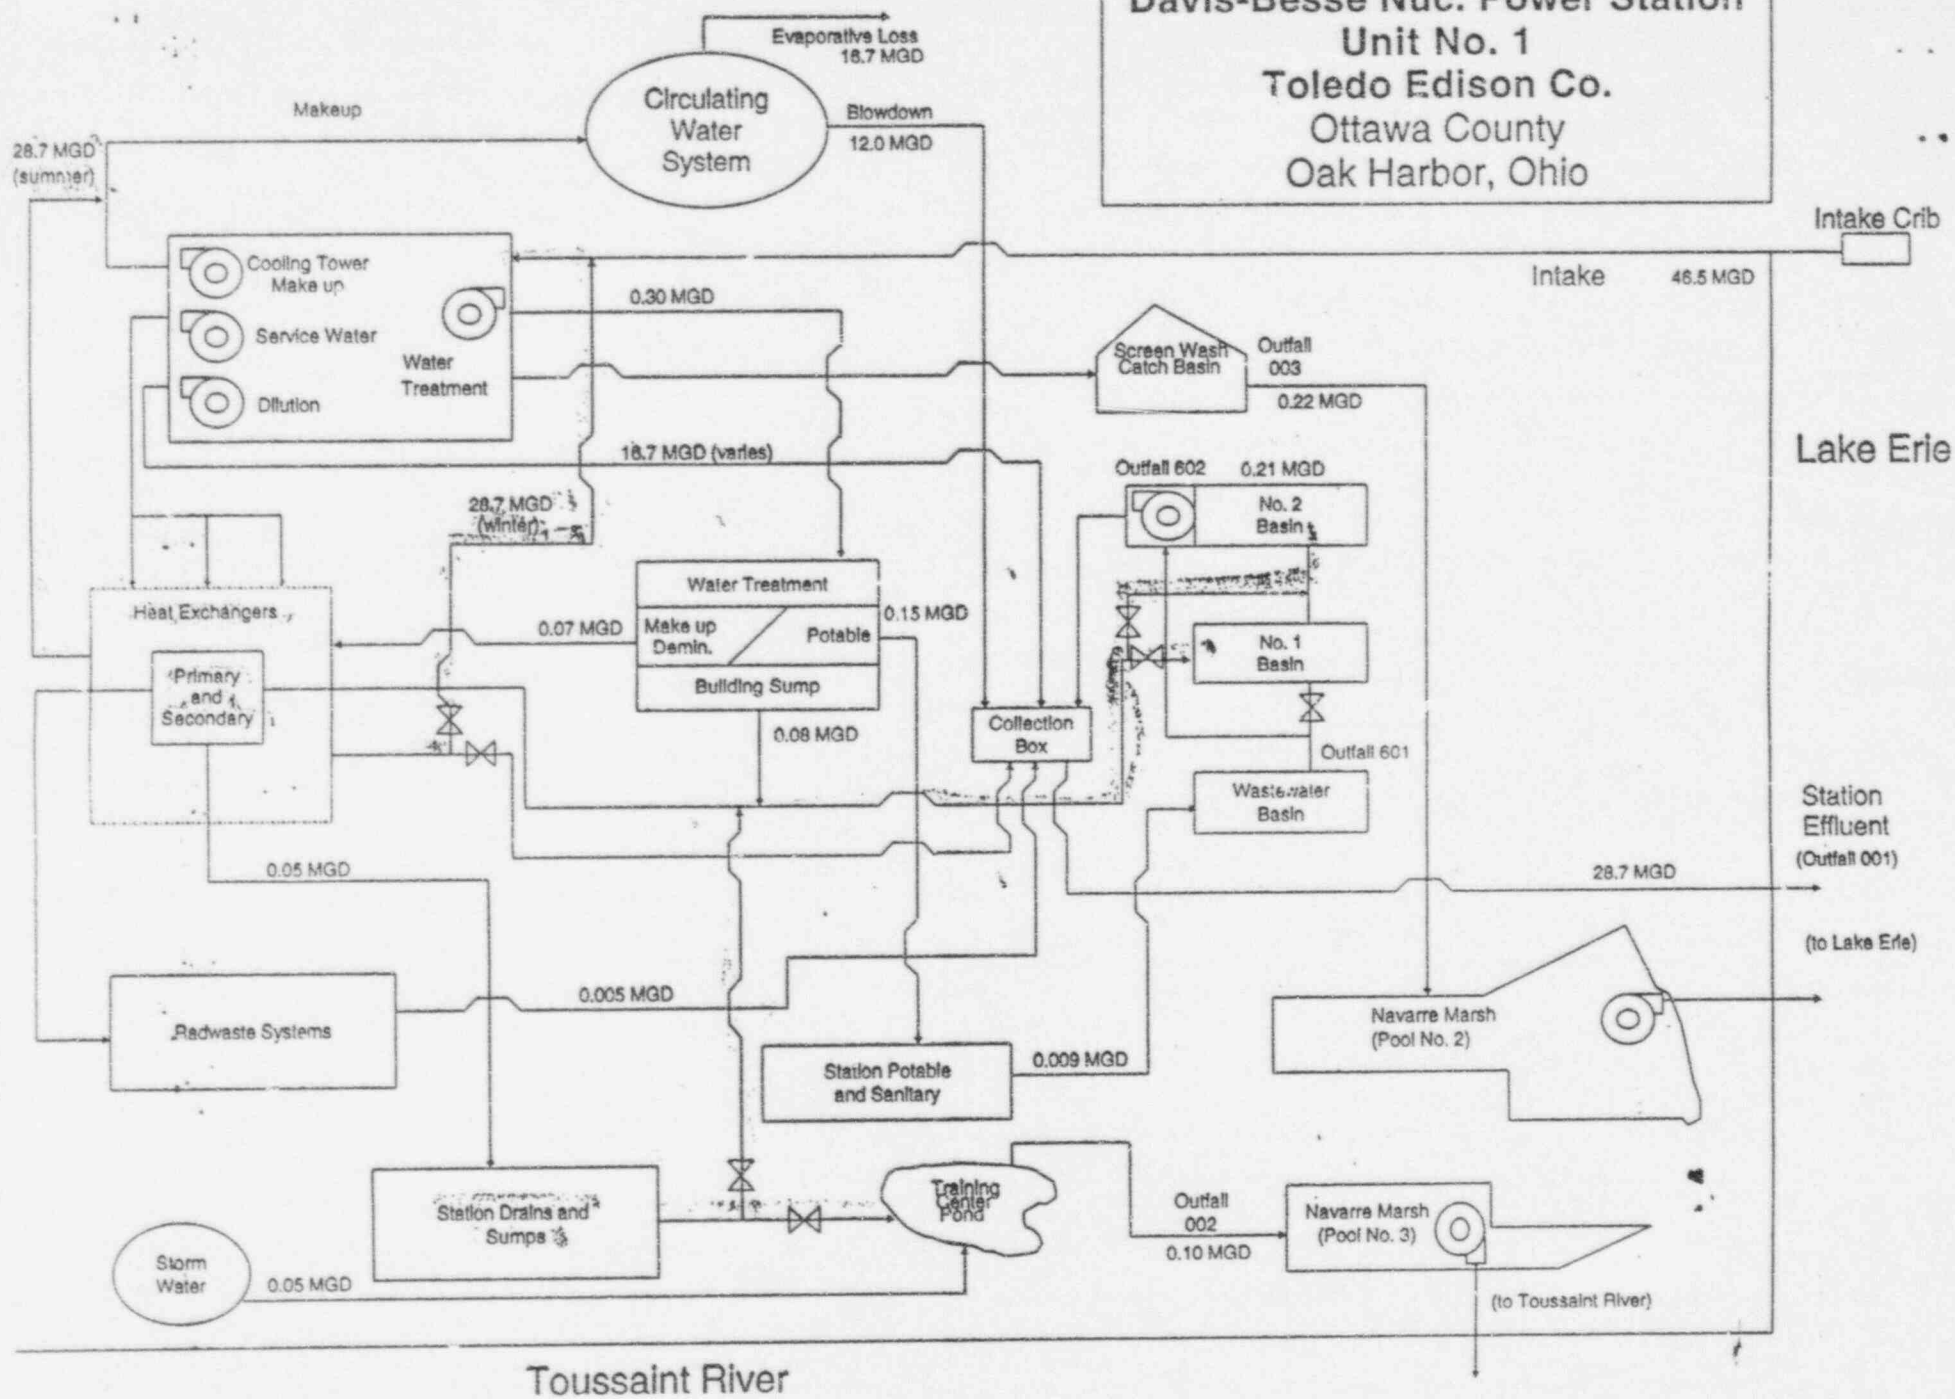 Davis-Besse Nuc. Power Station
Unit No. 1
Toledo Edison Co.
Ottawa County
Oak Harbor, Ohio
Evaporative Loss
16.7 MGD
Circulating
Water
System
Makeup
Blowdown
12.0 MGD
28.7 MGD
(summer)
Intake Crib
Intake
46.5 MGD
Cooling Tower
Make up
Service Water
Dilution
Water
Treatment
0.30 MGD
Screen Wash
Catch Basin
Outfall
003
0.22 MGD
Lake Erie
16.7 MGD (varies)
28.7 MGD
(winter)
Outfall 602
0.21 MGD
No. 2
Basin
Heat Exchangers
Primary
and
Secondary
Water Treatment
Make up
Demin.
Potable
Building Sump
0.07 MGD
0.15 MGD
0.08 MGD
No. 1
Basin
Collection
Box
Outfall 601
Wastewater
Basin
Station
Effluent
(Outfall 001)
28.7 MGD
(to Lake Erie)
0.05 MGD
Radwaste Systems
0.005 MGD
Station Potable
and Sanitary
0.009 MGD
Navarre Marsh
(Pool No. 2)
Station Drains and
Sumps
Training
Center
Pond
Outfall
002
0.10 MGD
Navarre Marsh
(Pool No. 3)
Storm
Water
0.05 MGD
(to Toussaint River)
Toussaint River